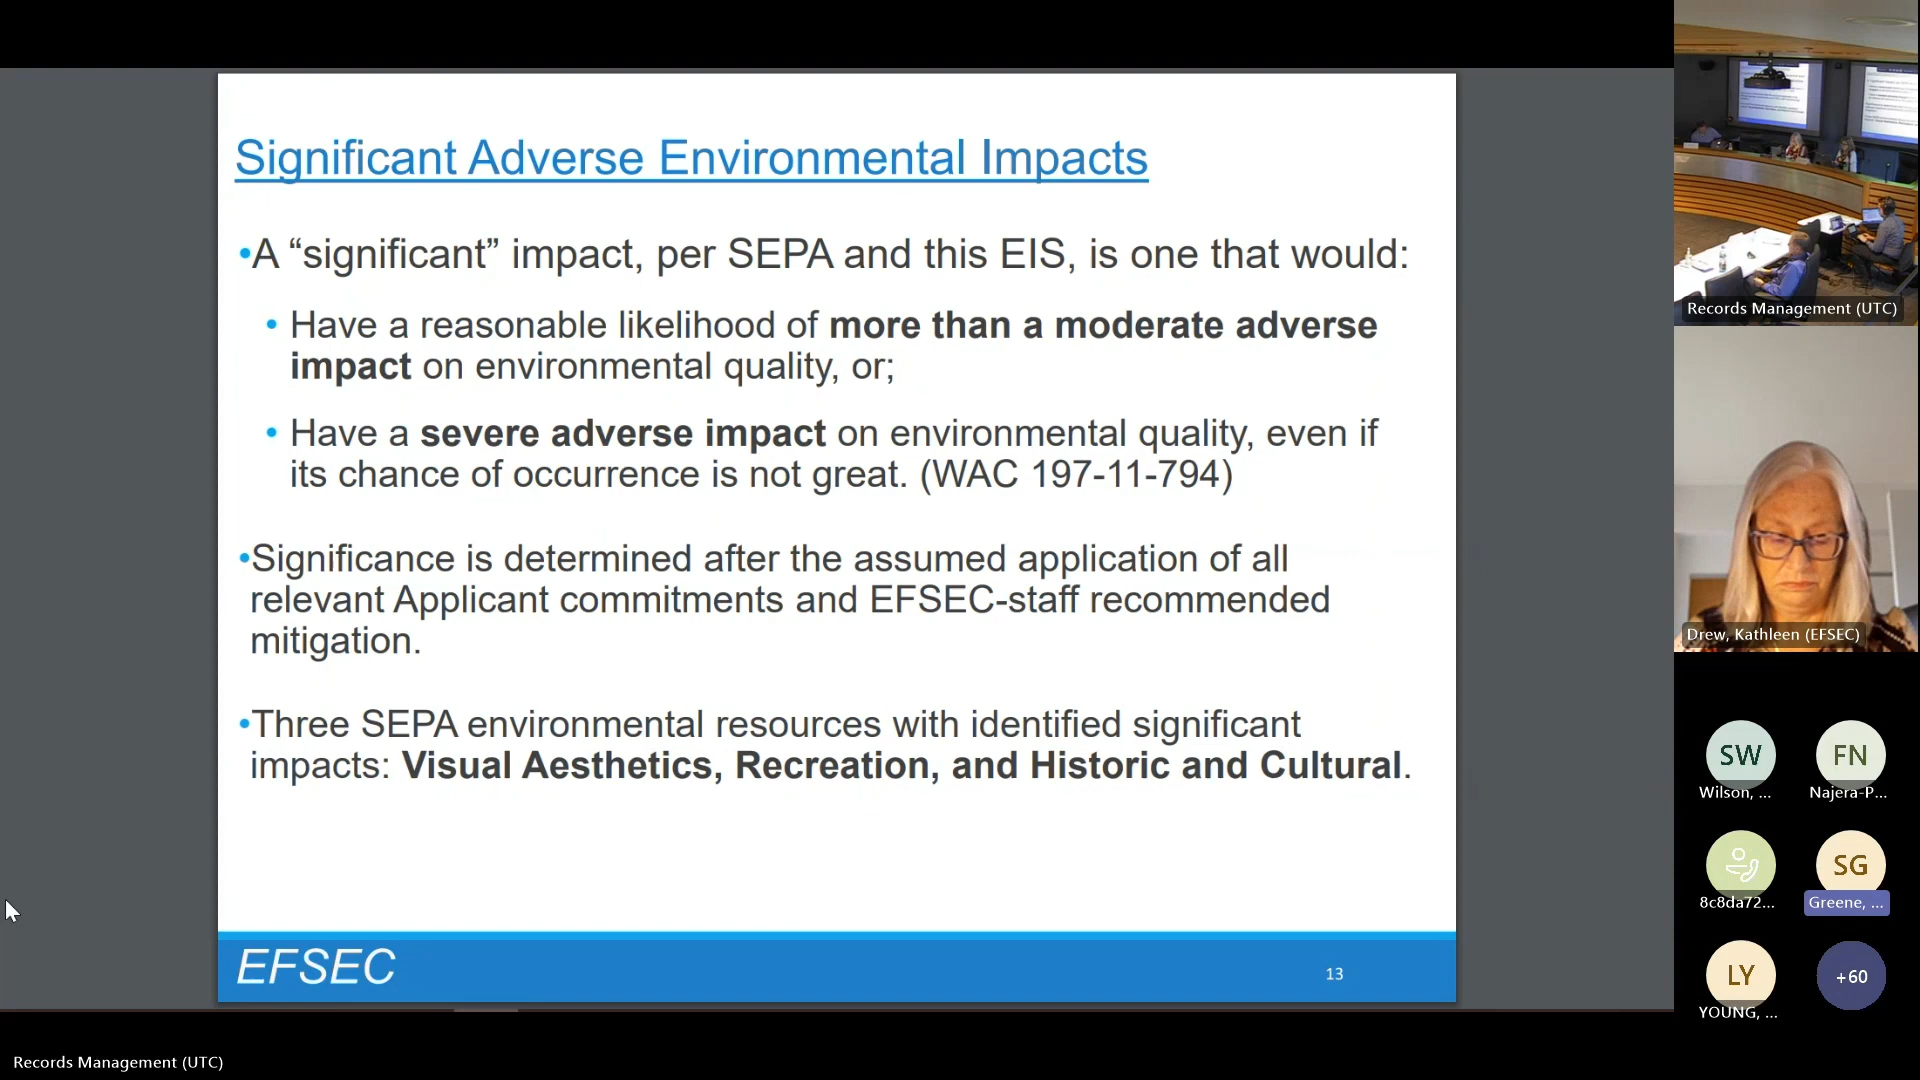 Significant Adverse Environmental Impacts
•A “significant” impact, per SEPA and this EIS, is one that would:
• Have a reasonable likelihood of more than a moderate adverse
impact on environmental quality, or;
• Have a severe adverse impact on environmental quality, even if
its chance of occurrence is not great. (WAC 197-11-794)
•Significance is determined after the assumed application of all
relevant Applicant commitments and EFSEC-staff recommended
mitigation.
•Three SEPA environmental resources with identified significant
impacts: Visual Aesthetics, Recreation, and Historic and Cultural.
EFSEC
13
Records Management (UTC)
Drew, Kathleen (EFSEC)
SW
Wilson, ...
FN
Najera-P...
8c8da72...
SG
Greene, ...
LY
YOUNG, ...
+60
Records Management (UTC)